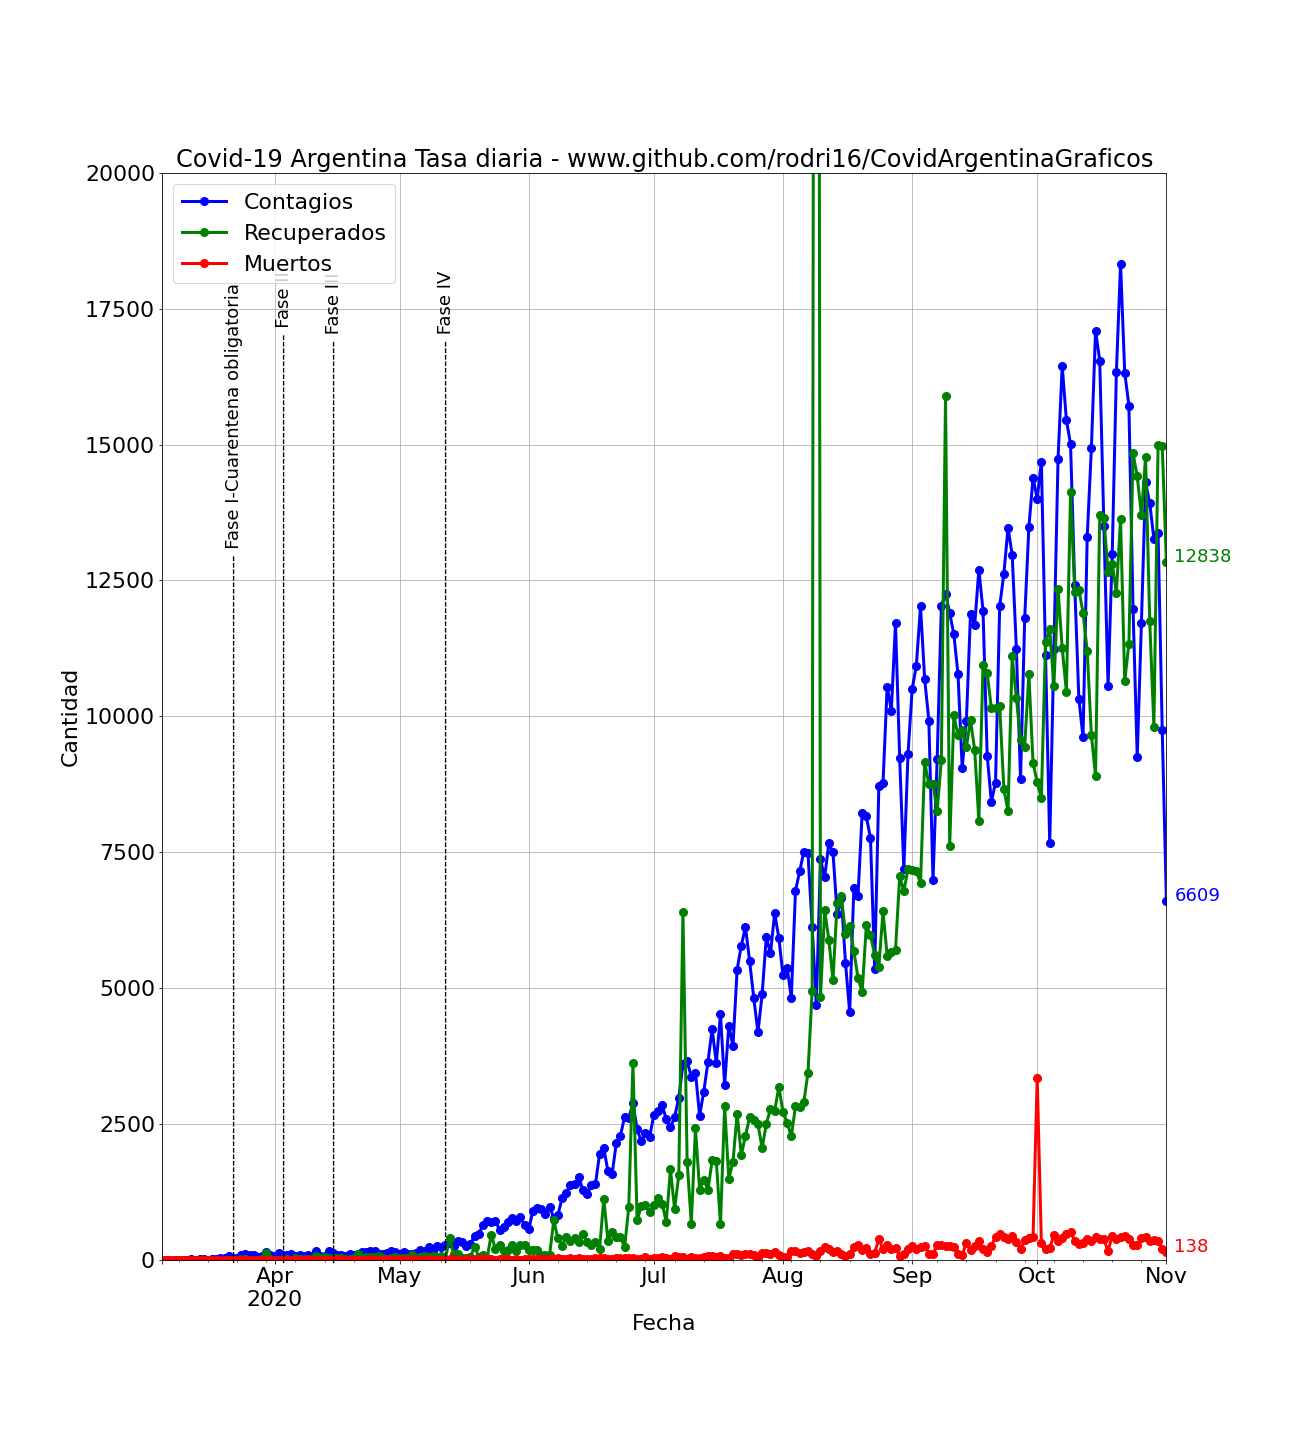 Covid-19 Argentina Tasa diaria - www.github.com/rodri16/CovidArgentinaGraficos
20000
17500
15000
12500
10000
7500
5000
2500
0
Cantidad
Contagios
Recuperados
Muertos
Fase I-Cuarentena obligatoria
Fase II
Fase III
Fase IV
12838
6609
138
Apr
2020
May
Jun
Jul
Aug
Sep
Oct
Nov
Fecha